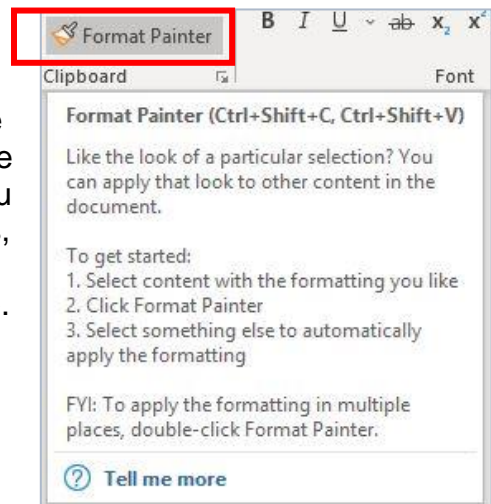 Format Painter
B I U ab x₂ x²
Clipboard
Font
e
e
u
,
.
Format Painter (Ctrl+Shift+C, Ctrl+Shift+V)
Like the look of a particular selection? You
can apply that look to other content in the
document.
To get started:
1. Select content with the formatting you like
2. Click Format Painter
3. Select something else to automatically
apply the formatting
FYI: To apply the formatting in multiple
places, double-click Format Painter.
? Tell me more